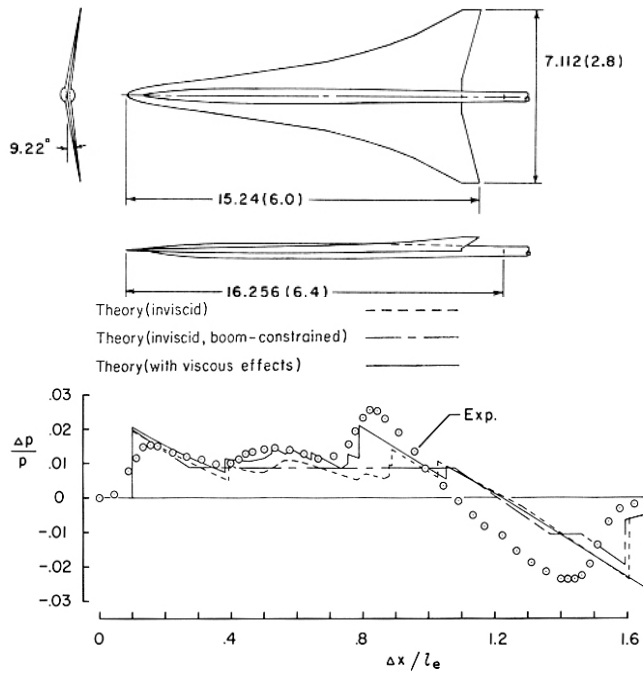 7.112(2.8)
9.22°
15.24(6.0)
16.256 (6.4)
Theory(inviscid)
Theory(inviscid, boom-constrained)
Theory(with viscous effects)
Exp.
Δp
p
.03
.02
.01
0
-.01
-.02
-.03
0
.4
.8
1.2
1.6
Δx/le